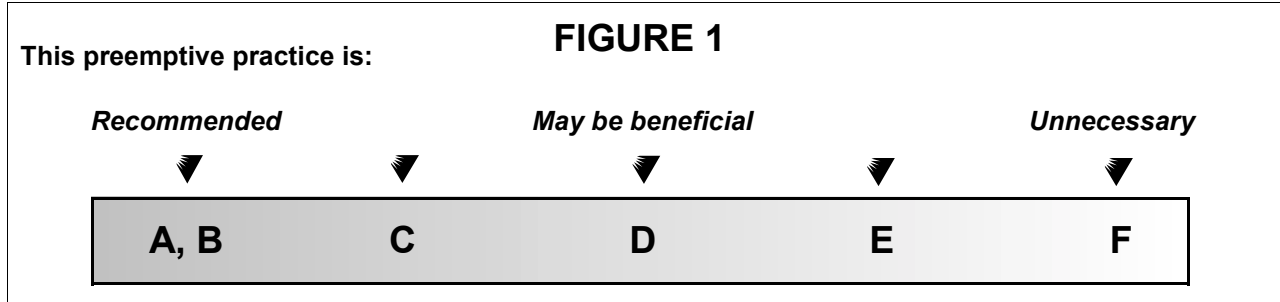 FIGURE 1
This preemptive practice is:
Recommended May be beneficial Unnecessary
A, B C D E F